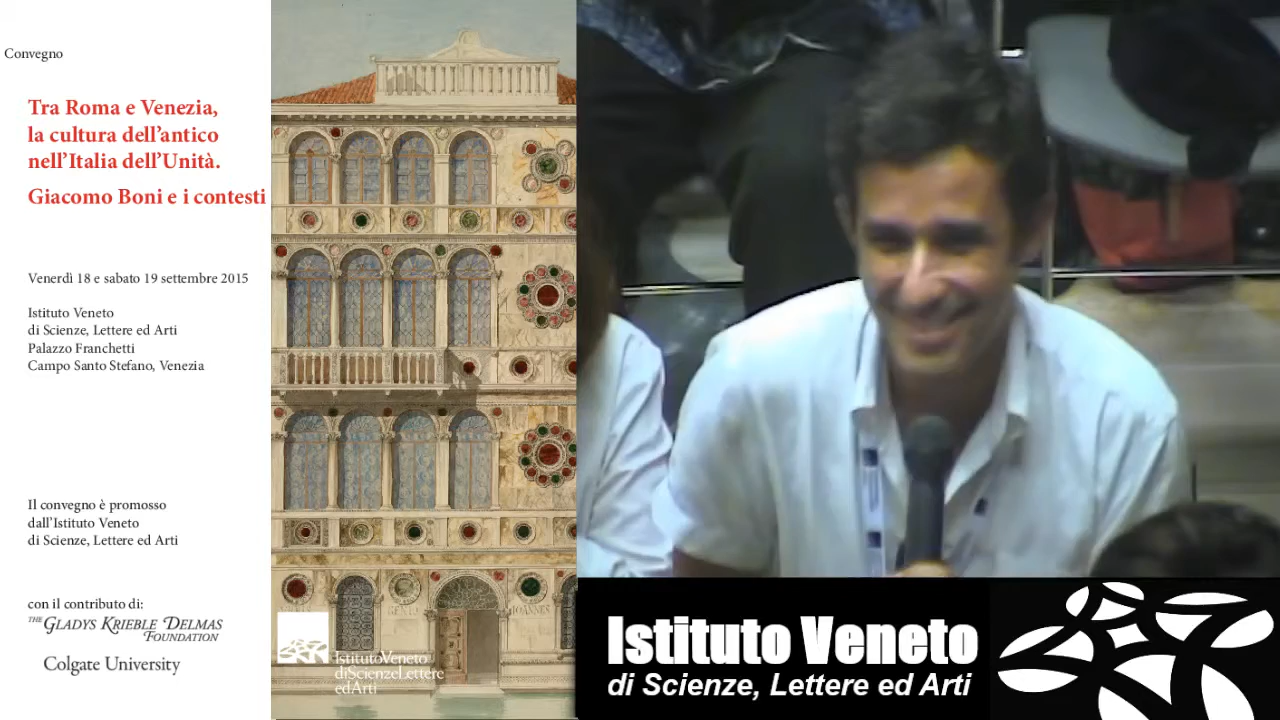 Convegno
Tra Roma e Venezia,
la cultura dell'antico
nell'Italia dell'Unità.
Giacomo Boni e i contesti
Venerdì 18 e sabato 19 settembre 2015
Istituto Veneto
di Scienze, Lettere ed Arti
Palazzo Franchetti
Campo Santo Stefano, Venezia
Il convegno è promosso
dall'Istituto Veneto
di Scienze, Lettere ed Arti
con il contributo di:
THE GLADYS KRIEBLE DELMAS
FOUNDATION
Colgate University
IstitutoVeneto
diScienzeLettere
edArti
Istituto Veneto
di Scienze, Lettere ed Arti